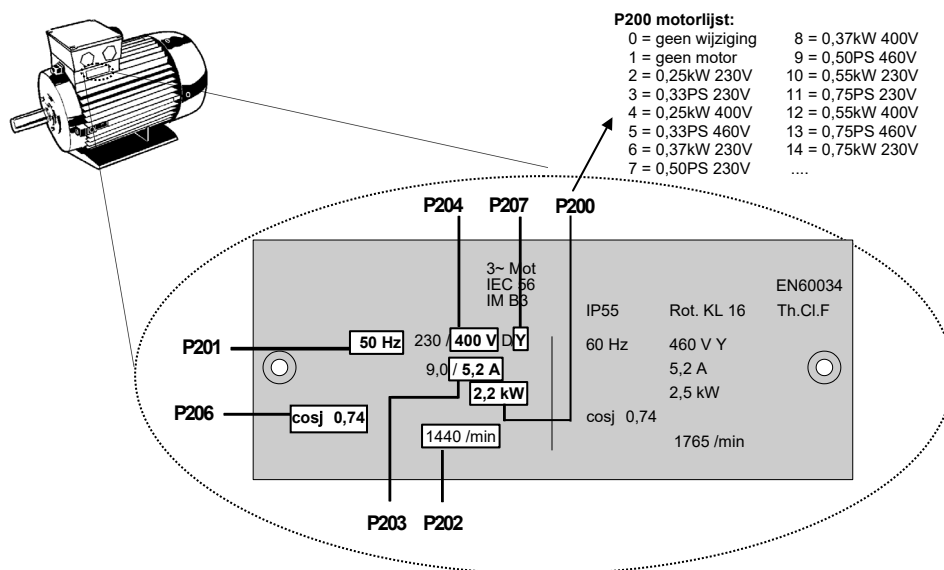 P200 motorlijst:
0 = geen wijziging
1 = geen motor
2 = 0,25kW 230V
3 = 0,33PS 230V
4 = 0,25kW 400V
5 = 0,33PS 460V
6 = 0,37kW 230V
7 = 0,50PS 230V
8 = 0,37kW 400V
9 = 0,50PS 460V
10 = 0,55kW 230V
11 = 0,75PS 230V
12 = 0,55kW 400V
13 = 0,75PS 460V
14 = 0,75kW 230V
....
P204 P207 P200
3~ Mot
IEC 56
IM B3
EN60034
IP55 Rot. KL 16 Th.Cl.F
P201
50 Hz 230 / 400 V D Y
60 Hz 460 V Y
9,0 / 5,2 A
5,2 A
2,2 kW
2,5 kW
P206
cosj 0,74
cosj 0,74
1440 /min
1765 /min
P203 P202